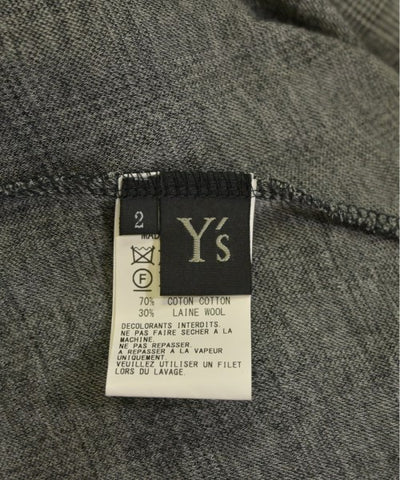 2
Y's
MAD
F
70% COTON COTTON
30% LAINE WOOL
DECOLORANTS INTERDITS.
NE PAS FAIRE SECHER A LA
MACHINE.
NE PAS REPASSER.
A REPASSER A LA VAPEUR
UNIQUEMENT
VEUILLEZ UTILISER UN FILET
LORS DU LAVAGE.